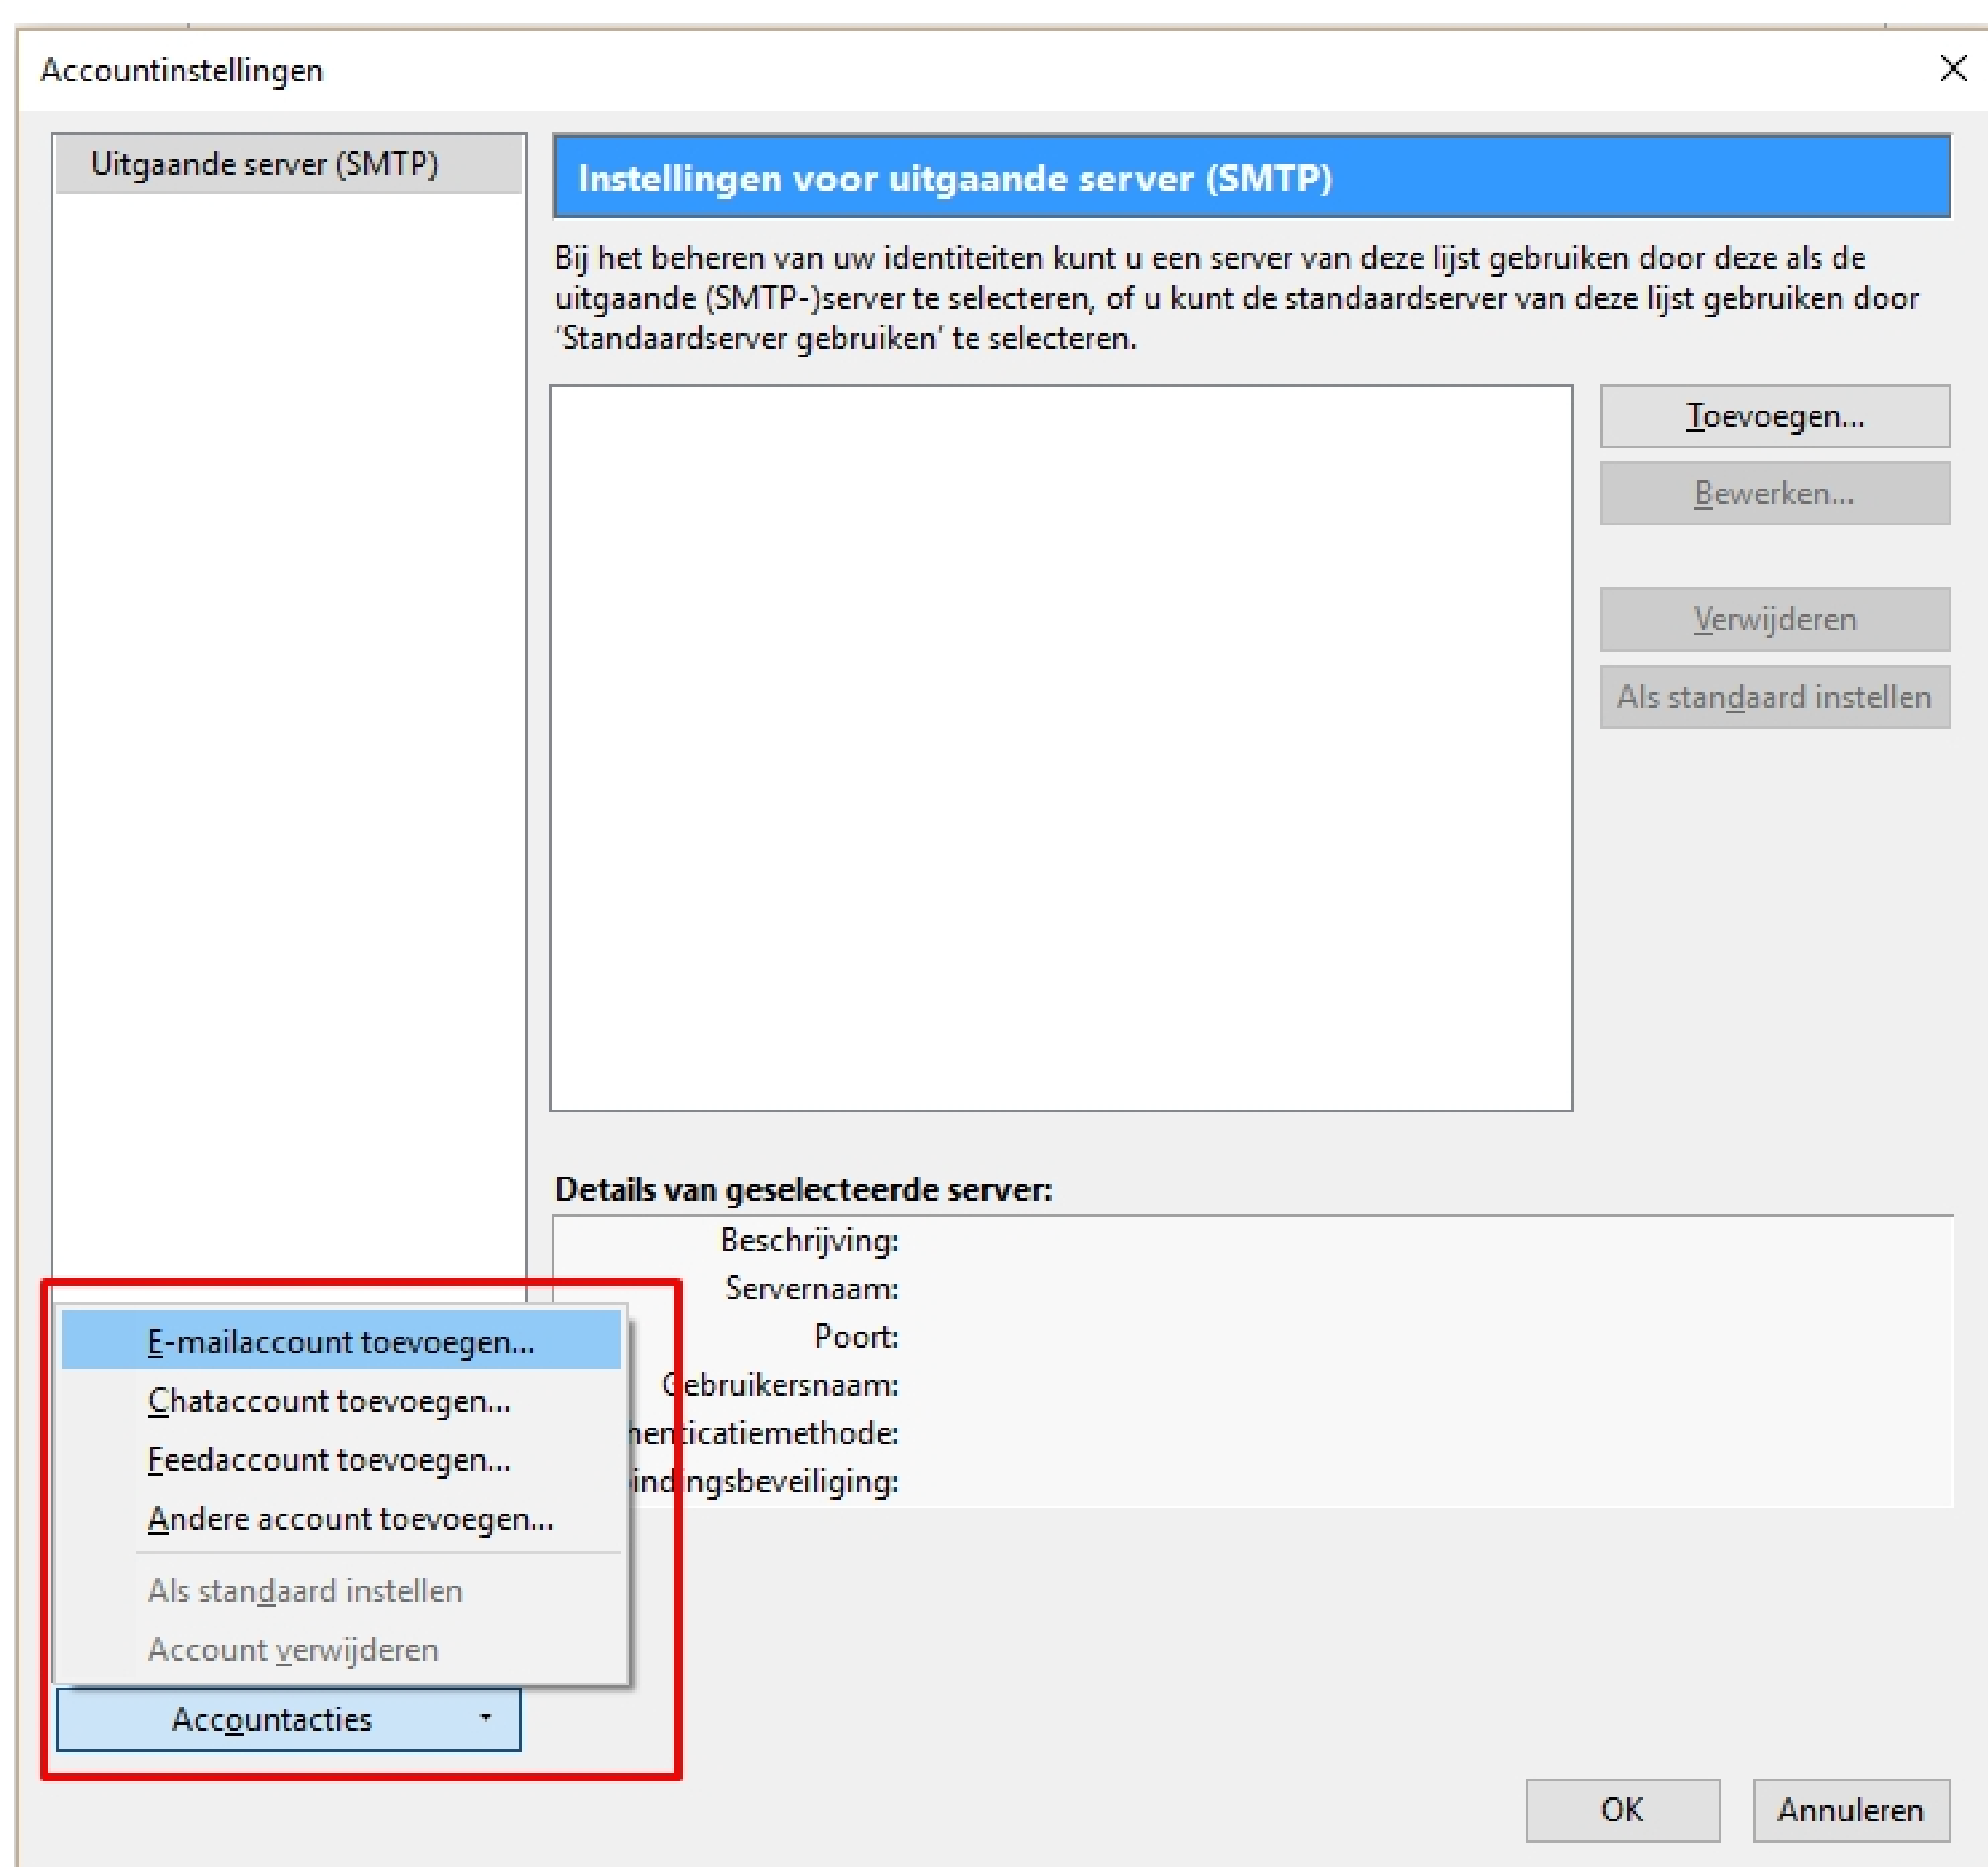 Accountinstellingen
Uitgaande server (SMTP)
Instellingen voor uitgaande server (SMTP)
Bij het beheren van uw identiteiten kunt u een server van deze lijst gebruiken door deze als de
uitgaande (SMTP-)server te selecteren, of u kunt de standaardserver van deze lijst gebruiken door
'Standaardserver gebruiken' te selecteren.
Toevoegen...
Bewerken...
Verwijderen
Als standaard instellen
Details van geselecteerde server:
Beschrijving:
Servernaam:
Poort:
Gebruikersnaam:
henticatiemethode:
indingsbeveiliging:
E-mailaccount toevoegen...
Chataccount toevoegen...
Feedaccount toevoegen...
Andere account toevoegen...
Als standaard instellen
Account verwijderen
Accountacties
OK
Annuleren